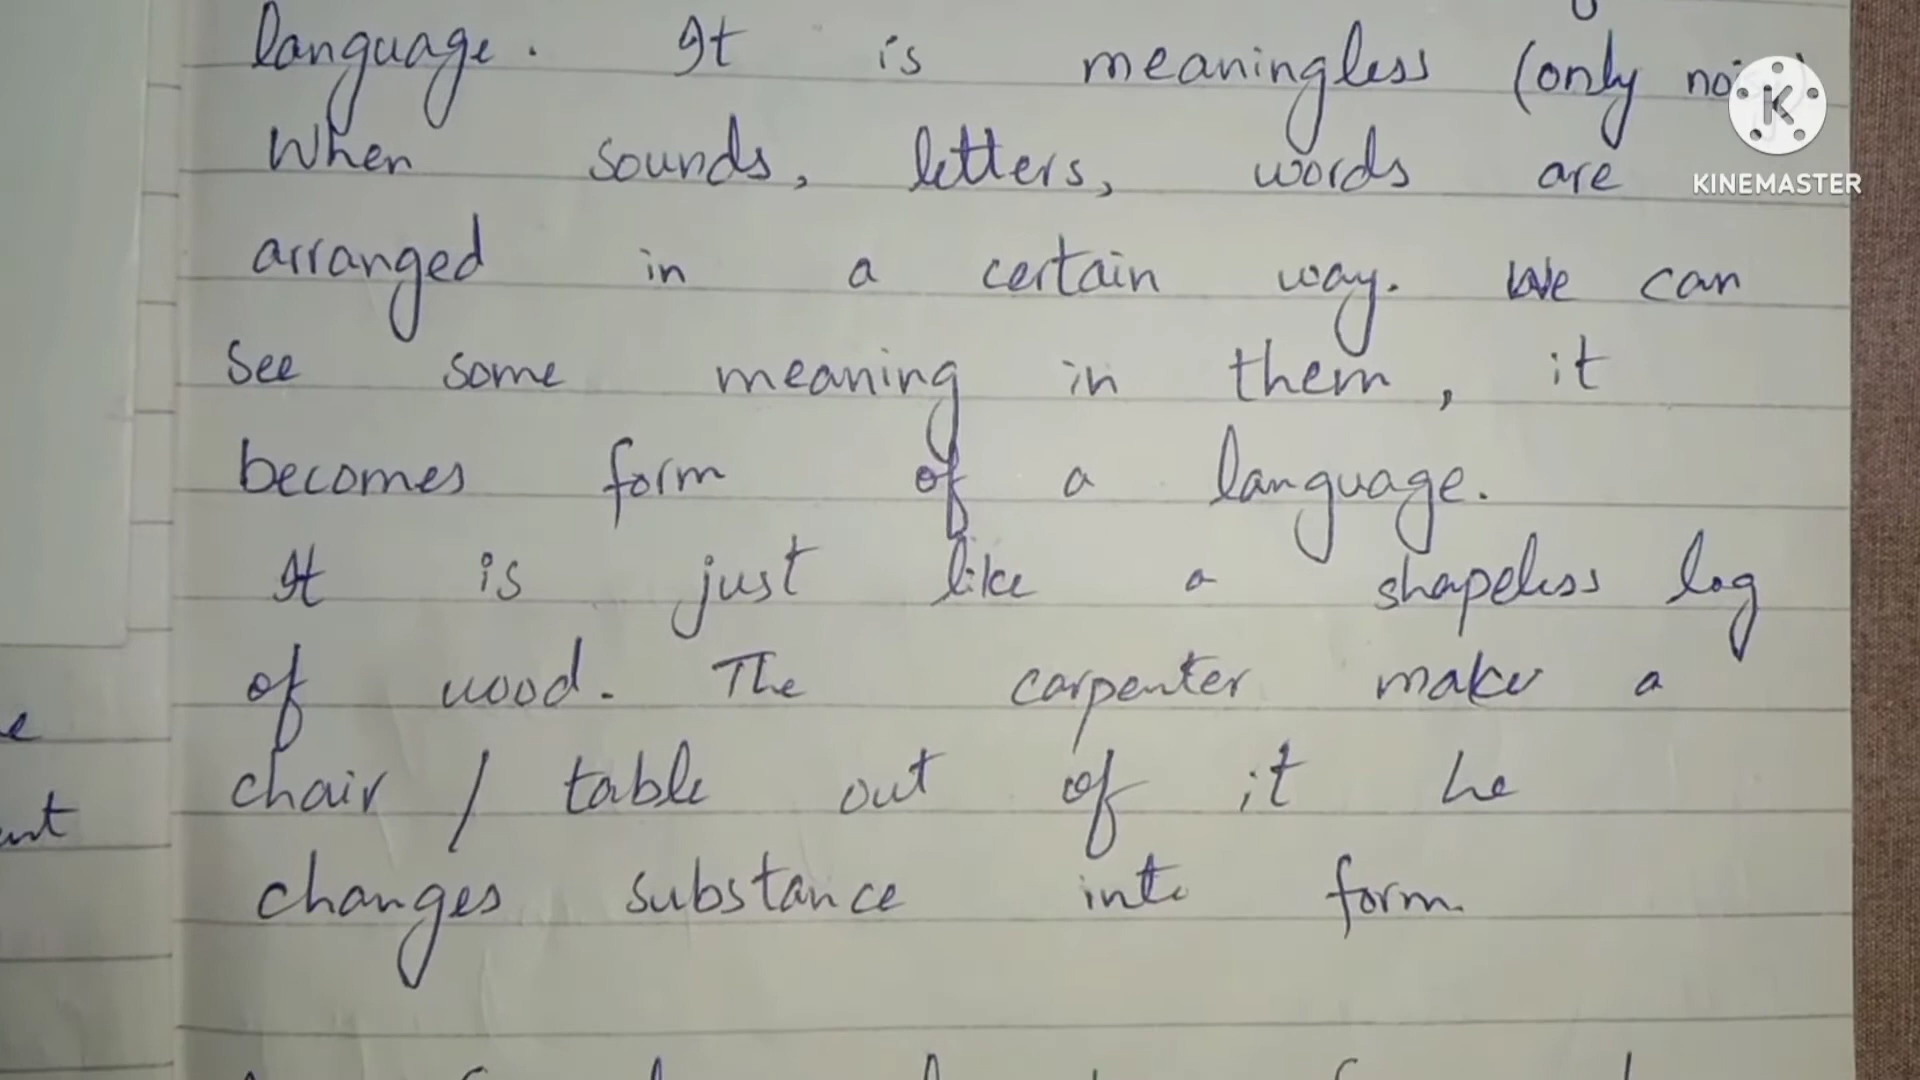 language. It is meaningless (only
When sounds, letters, words are
KINEMASTER
arranged in a certain way. We can
see some meaning in them, it
becomes form of a language.
It is just like a shapeless log
of wood. The carpenter make a
chair / table out of it he
changes substance into form.